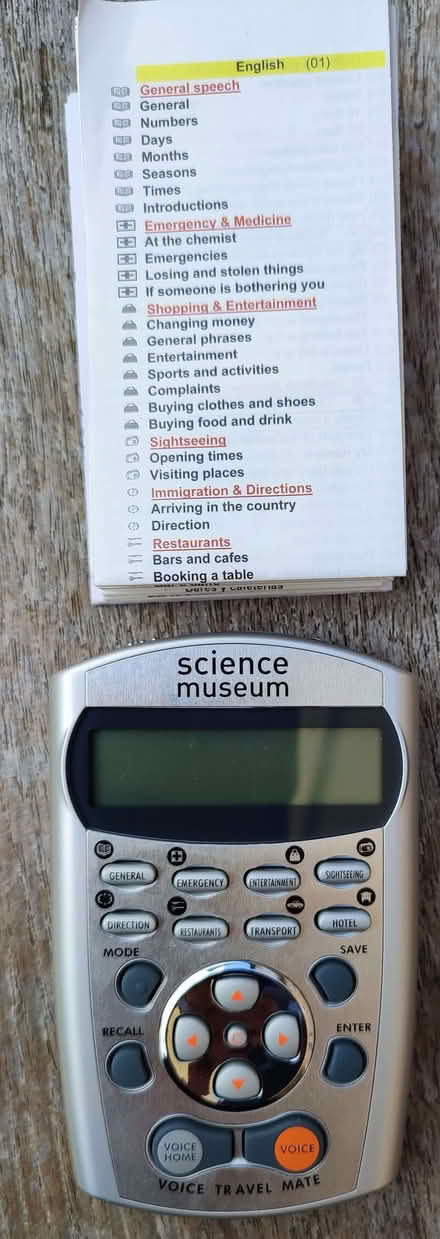 English (01)
General speech
General
Numbers
Days
Months
Seasons
Times
Introductions
Emergency & Medicine
At the chemist
Emergencies
Losing and stolen things
If someone is bothering you
Shopping & Entertainment
Changing money
General phrases
Entertainment
Sports and activities
Complaints
Buying clothes and shoes
Buying food and drink
Sightseeing
Opening times
Visiting places
Immigration & Directions
Arriving in the country
Direction
Restaurants
Bars and cafes
Booking a table
science
museum
GENERAL EMERGENCY ENTERTAINMENT SIGHTSEEING
DIRECTION RESTAURANTS TRANSPORT HOTEL
MODE SAVE
RECALL ENTER
VOICE
HOME
VOICE
VOICE TRAVEL MATE